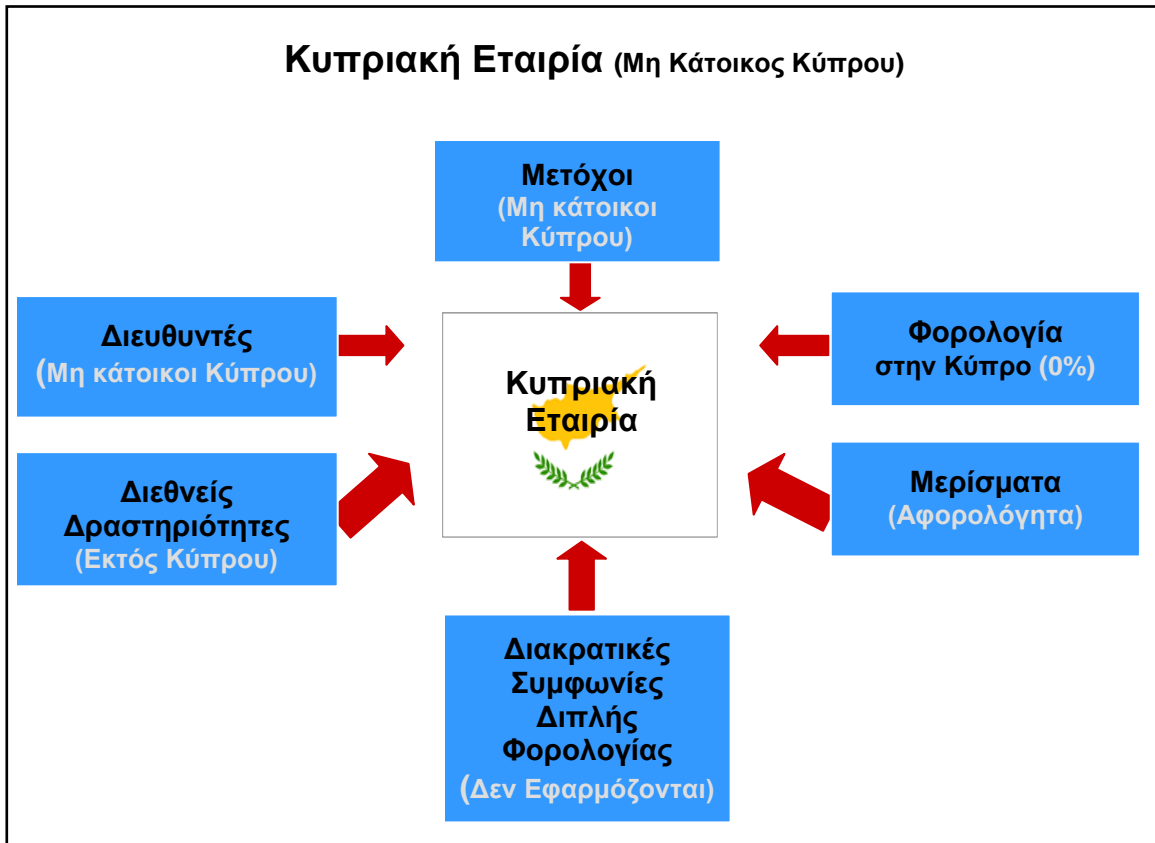 Κυπριακή Εταιρία (Μη Κάτοικος Κύπρου)
Μετόχοι
(Μη κάτοικοι
Κύπρου)
Διευθυντές
(Μη κάτοικοι Κύπρου)
Φορολογία
στην Κύπρο (0%)
Κυπριακή
Εταιρία
Διεθνείς
Δραστηριότητες
(Εκτός Κύπρου)
Μερίσματα
(Αφορολόγητα)
Διακρατικές
Συμφωνίες
Διπλής
Φορολογίας
(Δεν Εφαρμόζονται)